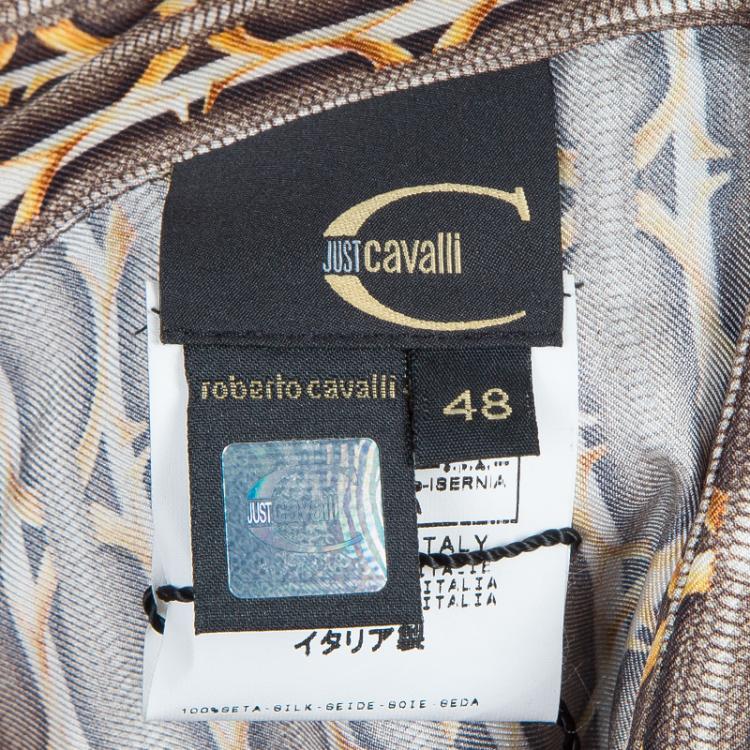 JUST cavalli
roberto cavalli
48
JUST cavalli
S.p.A.
-ISERNIA
ITALY
ITALIE
ITALIA
ITALIA
イタリア製
100%SETA-SILK-SEIDE-SOIE-SEDA